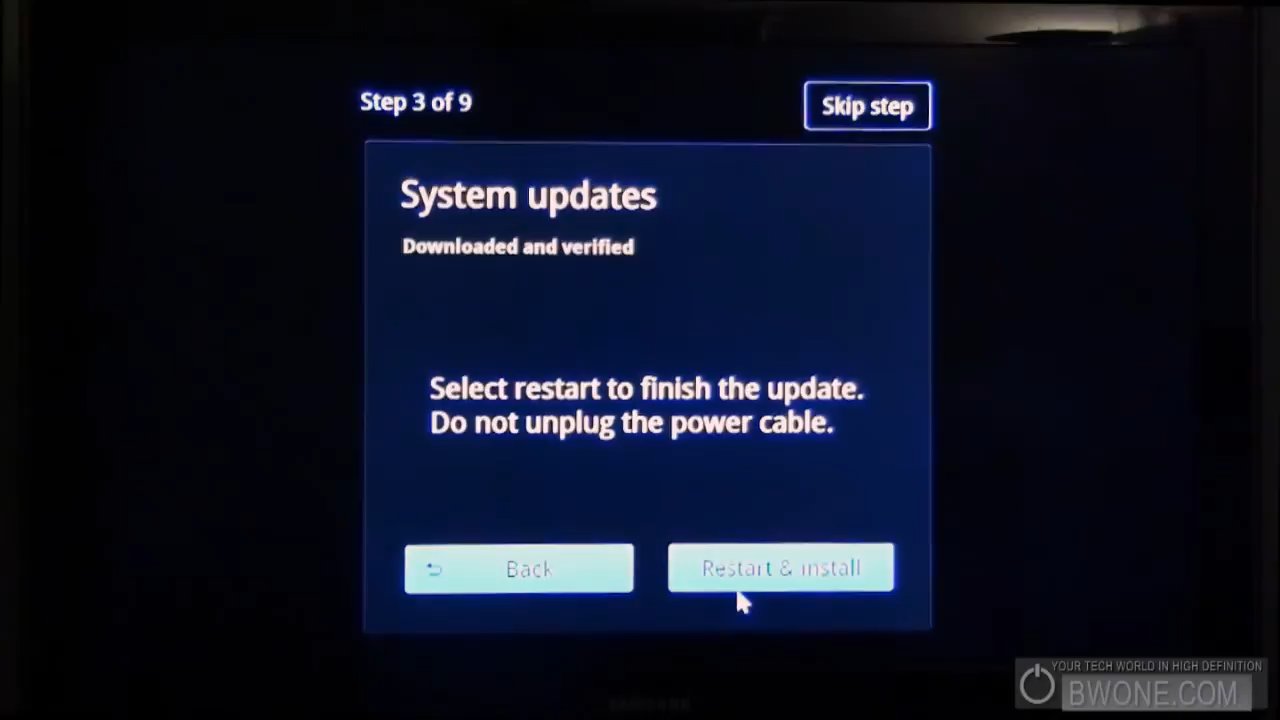 Step 3 of 9
Skip step
System updates
Downloaded and verified
Select restart to finish the update.
Do not unplug the power cable.
Back
Restart & install
YOUR TECH WORLD IN HIGH DEFINITION
BWONE.COM